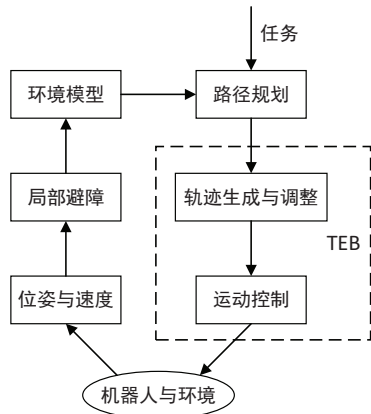 任务
环境模型
路径规划
局部避障
轨迹生成与调整
TEB
位姿与速度
运动控制
机器人与环境